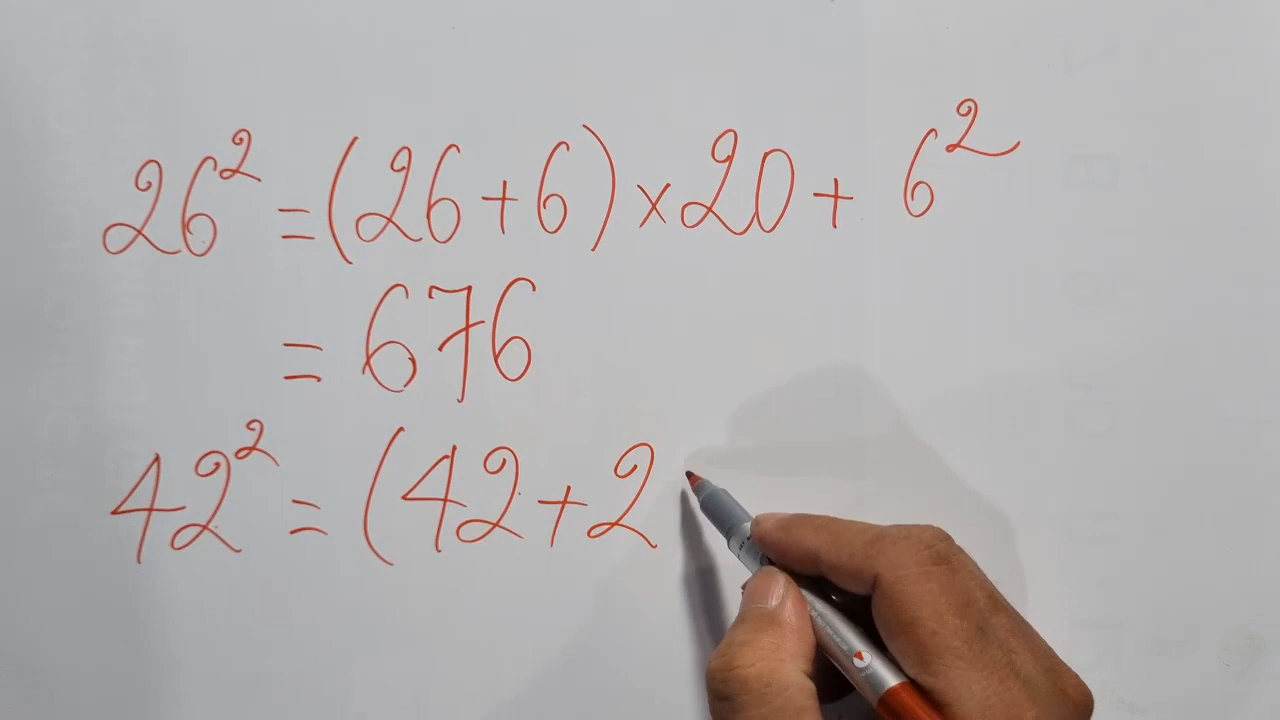 26² = (26 + 6) × 20 + 6²
= 676
42² = (42 + 2